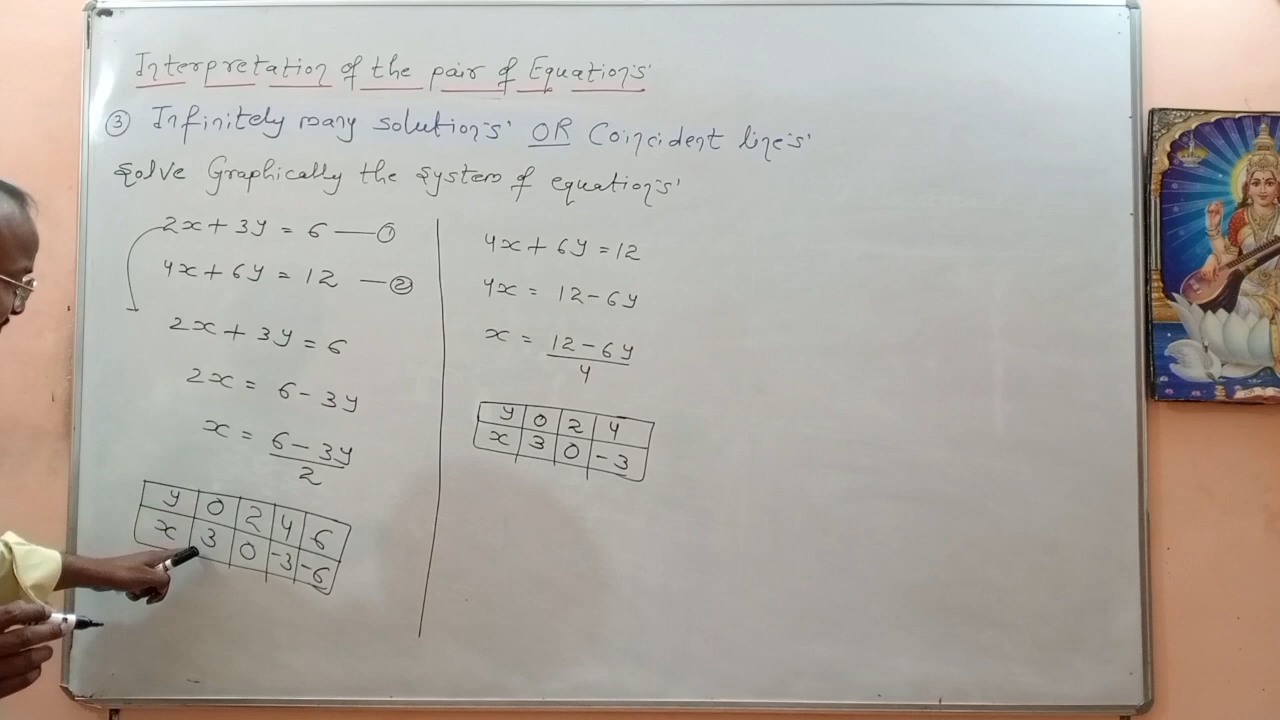 Interpretation of the pair of Equations'
③ Infinitely many solutions' OR Coincident lines'
Solve Graphically the system of equations'
2x + 3y = 6 — ①
4x + 6y = 12 — ②
2x + 3y = 6
2x = 6 - 3y
x = (6 - 3y)/2
y 0 2 4 6
x 3 0 -3 -6
4x + 6y = 12
4x = 12 - 6y
x = (12 - 6y)/4
y 0 2 4
x 3 0 -3